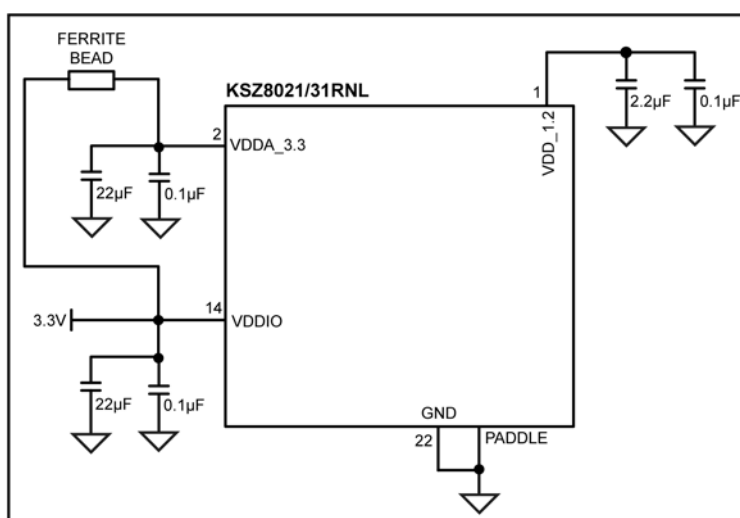 FERRITE
BEAD
KSZ8021/31RNL
1
VDD_1.2
2.2µF
0.1µF
2
VDDA_3.3
22µF
0.1µF
3.3V
14
VDDIO
22µF
0.1µF
GND
22
PADDLE